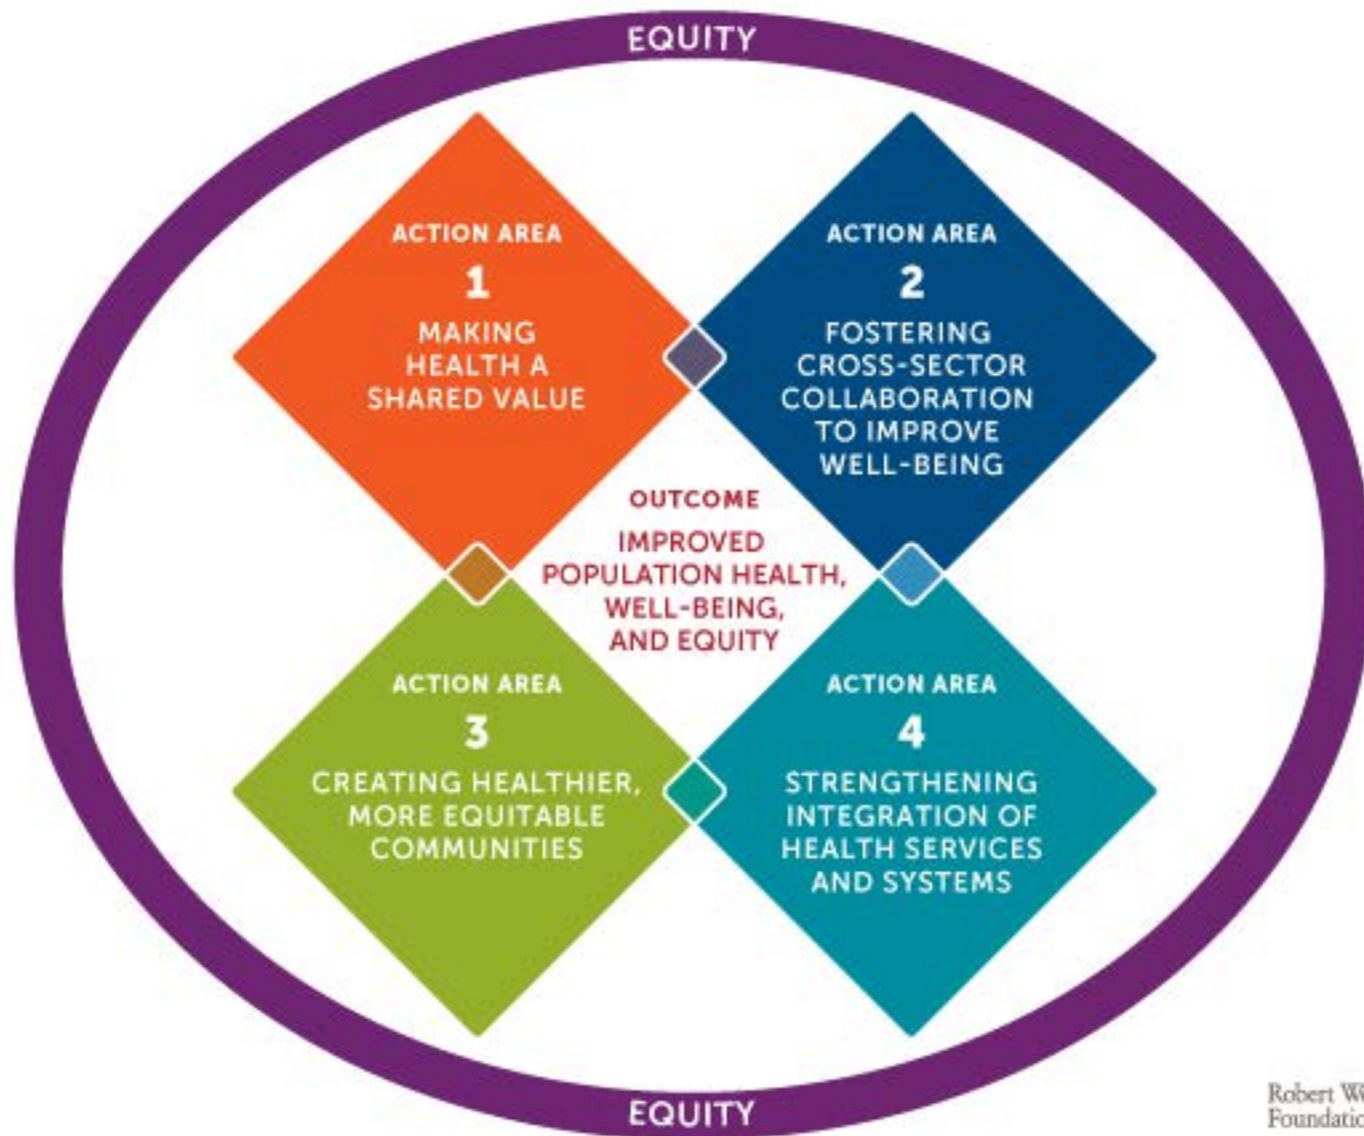 EQUITY
ACTION AREA
1
MAKING
HEALTH A
SHARED VALUE
ACTION AREA
2
FOSTERING
CROSS-SECTOR
COLLABORATION
TO IMPROVE
WELL-BEING
OUTCOME
IMPROVED
POPULATION HEALTH,
WELL-BEING,
AND EQUITY
ACTION AREA
3
CREATING HEALTHIER,
MORE EQUITABLE
COMMUNITIES
ACTION AREA
4
STRENGTHENING
INTEGRATION OF
HEALTH SERVICES
AND SYSTEMS
EQUITY
Robert